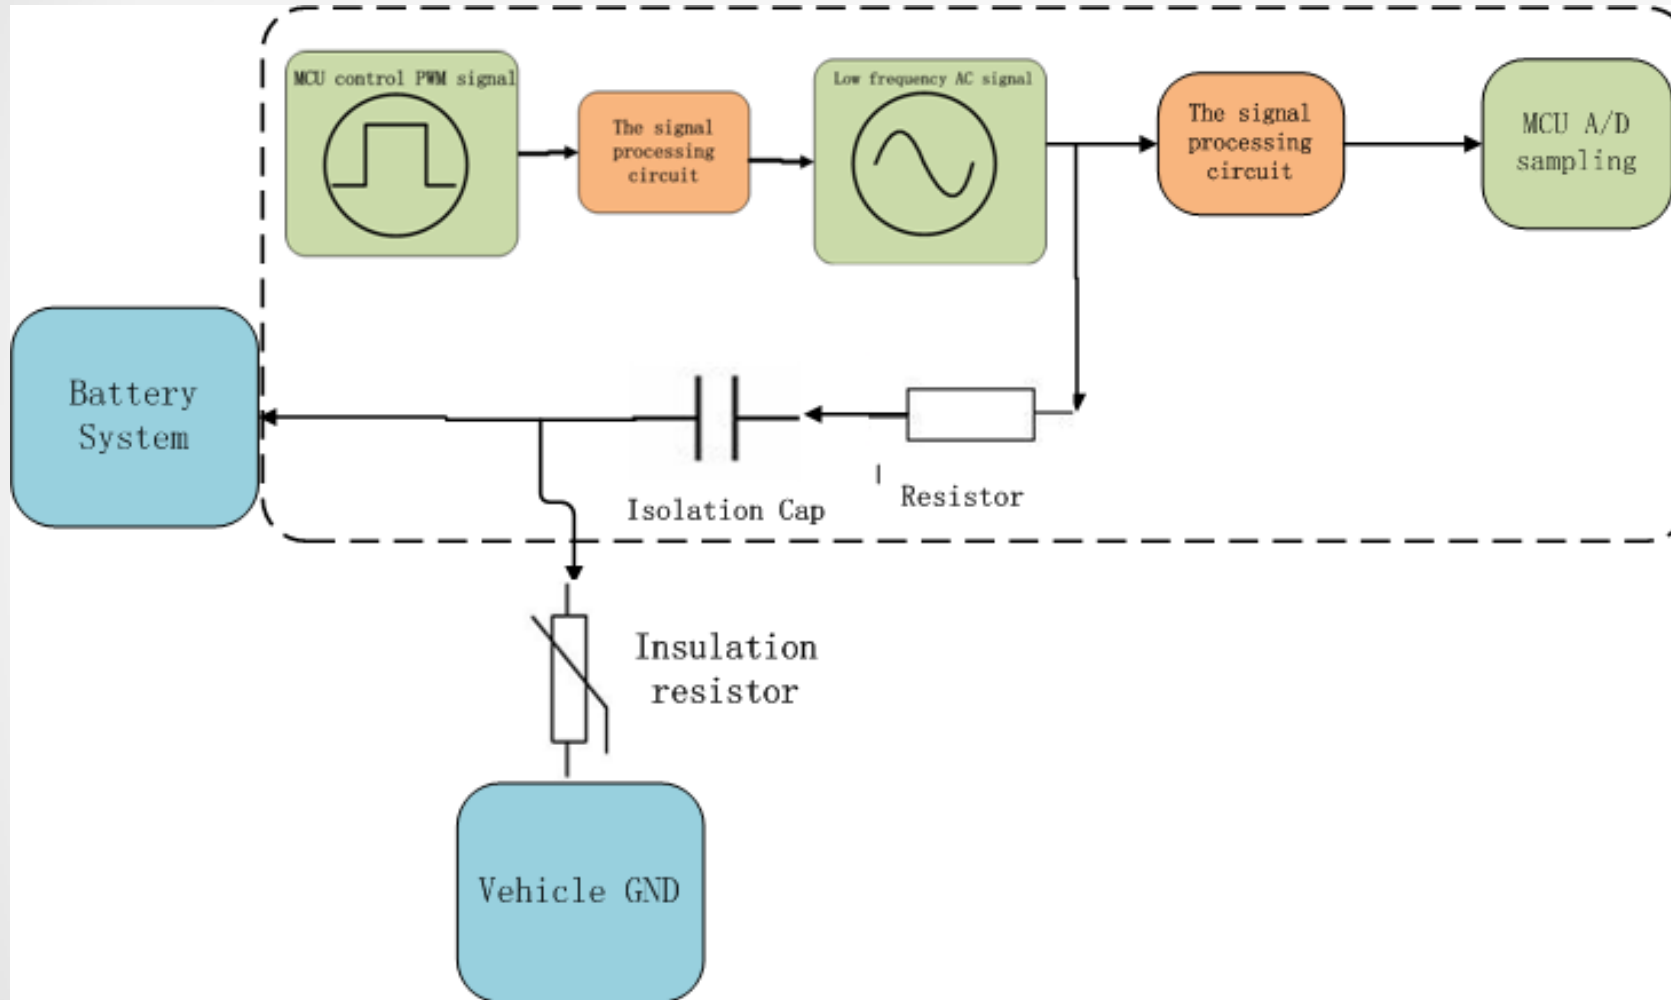 MCU control PWM signal
The signal
processing
circuit
Low frequency AC signal
The signal
processing
circuit
MCU A/D
sampling
Battery
System
Isolation Cap
Resistor
Insulation
resistor
Vehicle GND